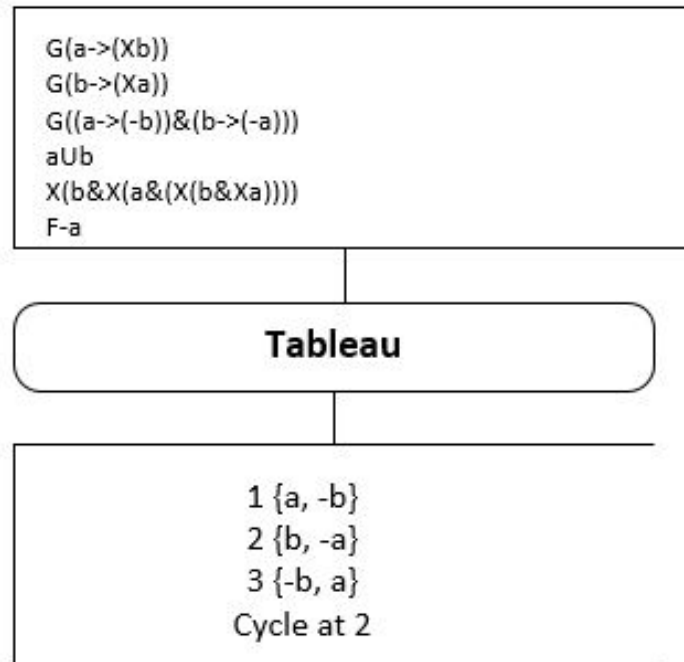 G(a->(Xb))
G(b->(Xa))
G((a->(-b))&(b->(-a)))
aUb
X(b&X(a&(X(b&Xa))))
F-a
Tableau
1 {a, -b}
2 {b, -a}
3 {-b, a}
Cycle at 2